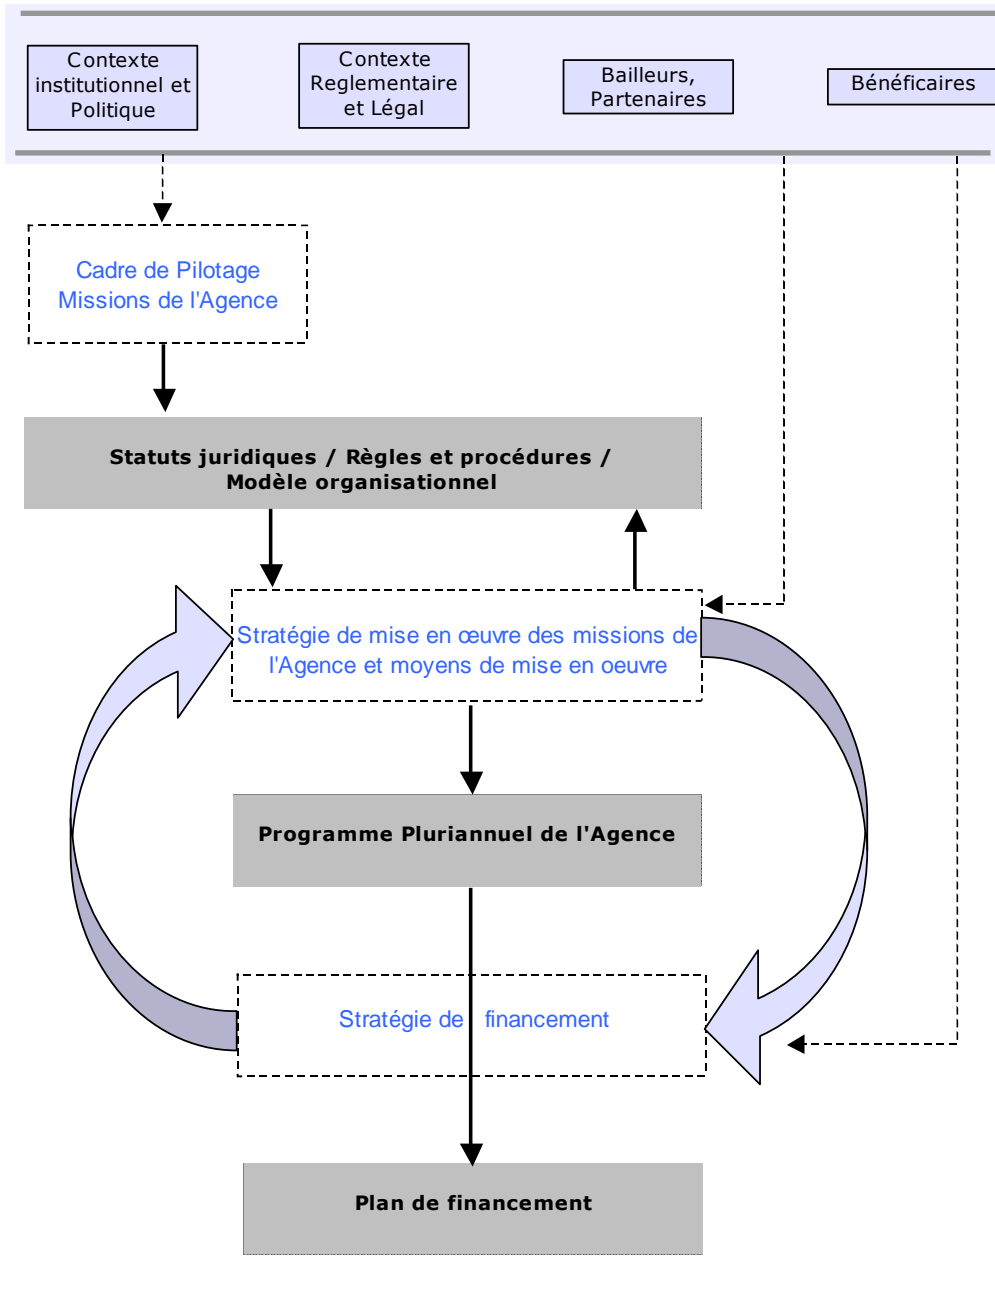 Contexte
institutionnel et
Politique
Contexte
Reglementaire
et Légal
Bailleurs,
Partenaires
Bénéficaires
Cadre de Pilotage
Missions de l'Agence
Statuts juridiques / Règles et procédures /
Modèle organisationnel
Stratégie de mise en œuvre des missions de
l'Agence et moyens de mise en oeuvre
Programme Pluriannuel de l'Agence
Stratégie de financement
Plan de financement